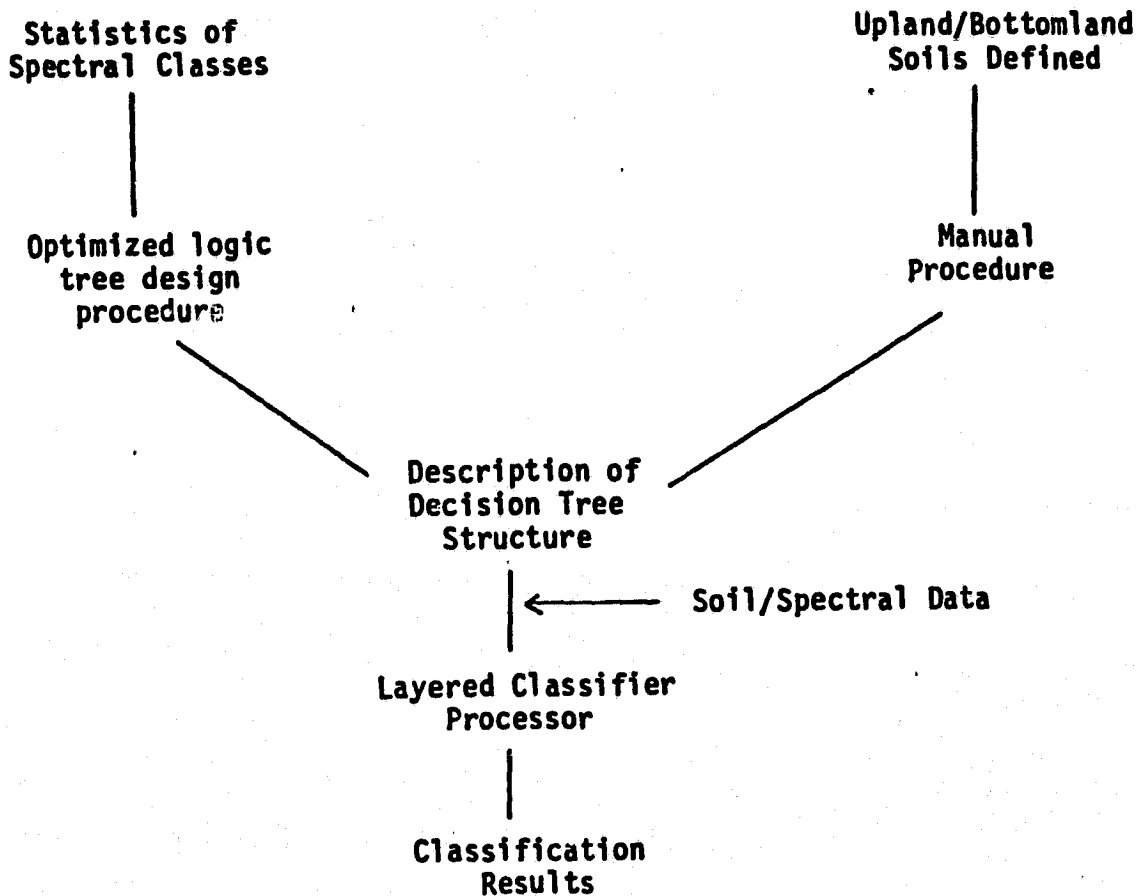 Statistics of
Spectral Classes
Upland/Bottomland
Soils Defined
Optimized logic
tree design
procedure
Manual
Procedure
Description of
Decision Tree
Structure
Soil/Spectral Data
Layered Classifier
Processor
Classification
Results